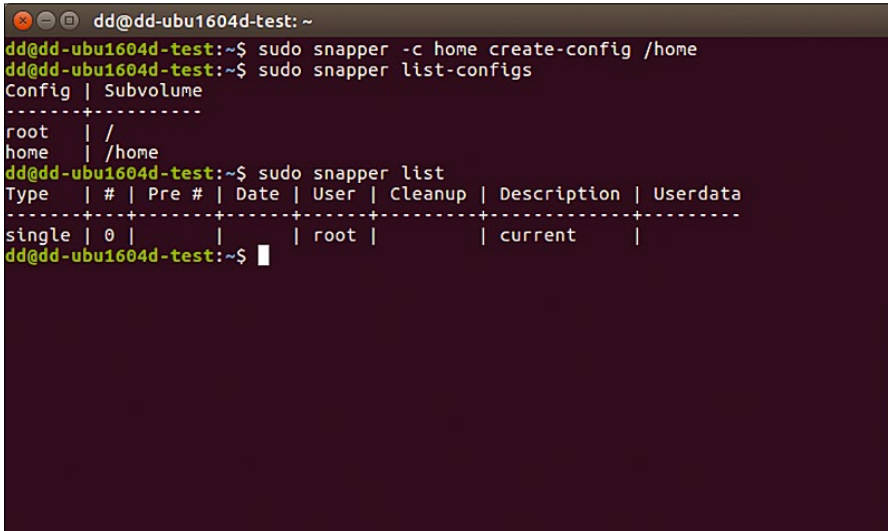 dd@dd-ubu1604d-test: ~
dd@dd-ubu1604d-test:~$ sudo snapper -c home create-config /home
dd@dd-ubu1604d-test:~$ sudo snapper list-configs
Config | Subvolume
-------+----------
root   | /
home   | /home
dd@dd-ubu1604d-test:~$ sudo snapper list
Type   | # | Pre # | Date | User | Cleanup | Description | Userdata
-------+---+-------+------+------+---------+-------------+---------
single | 0 |       |      | root |         | current     |
dd@dd-ubu1604d-test:~$